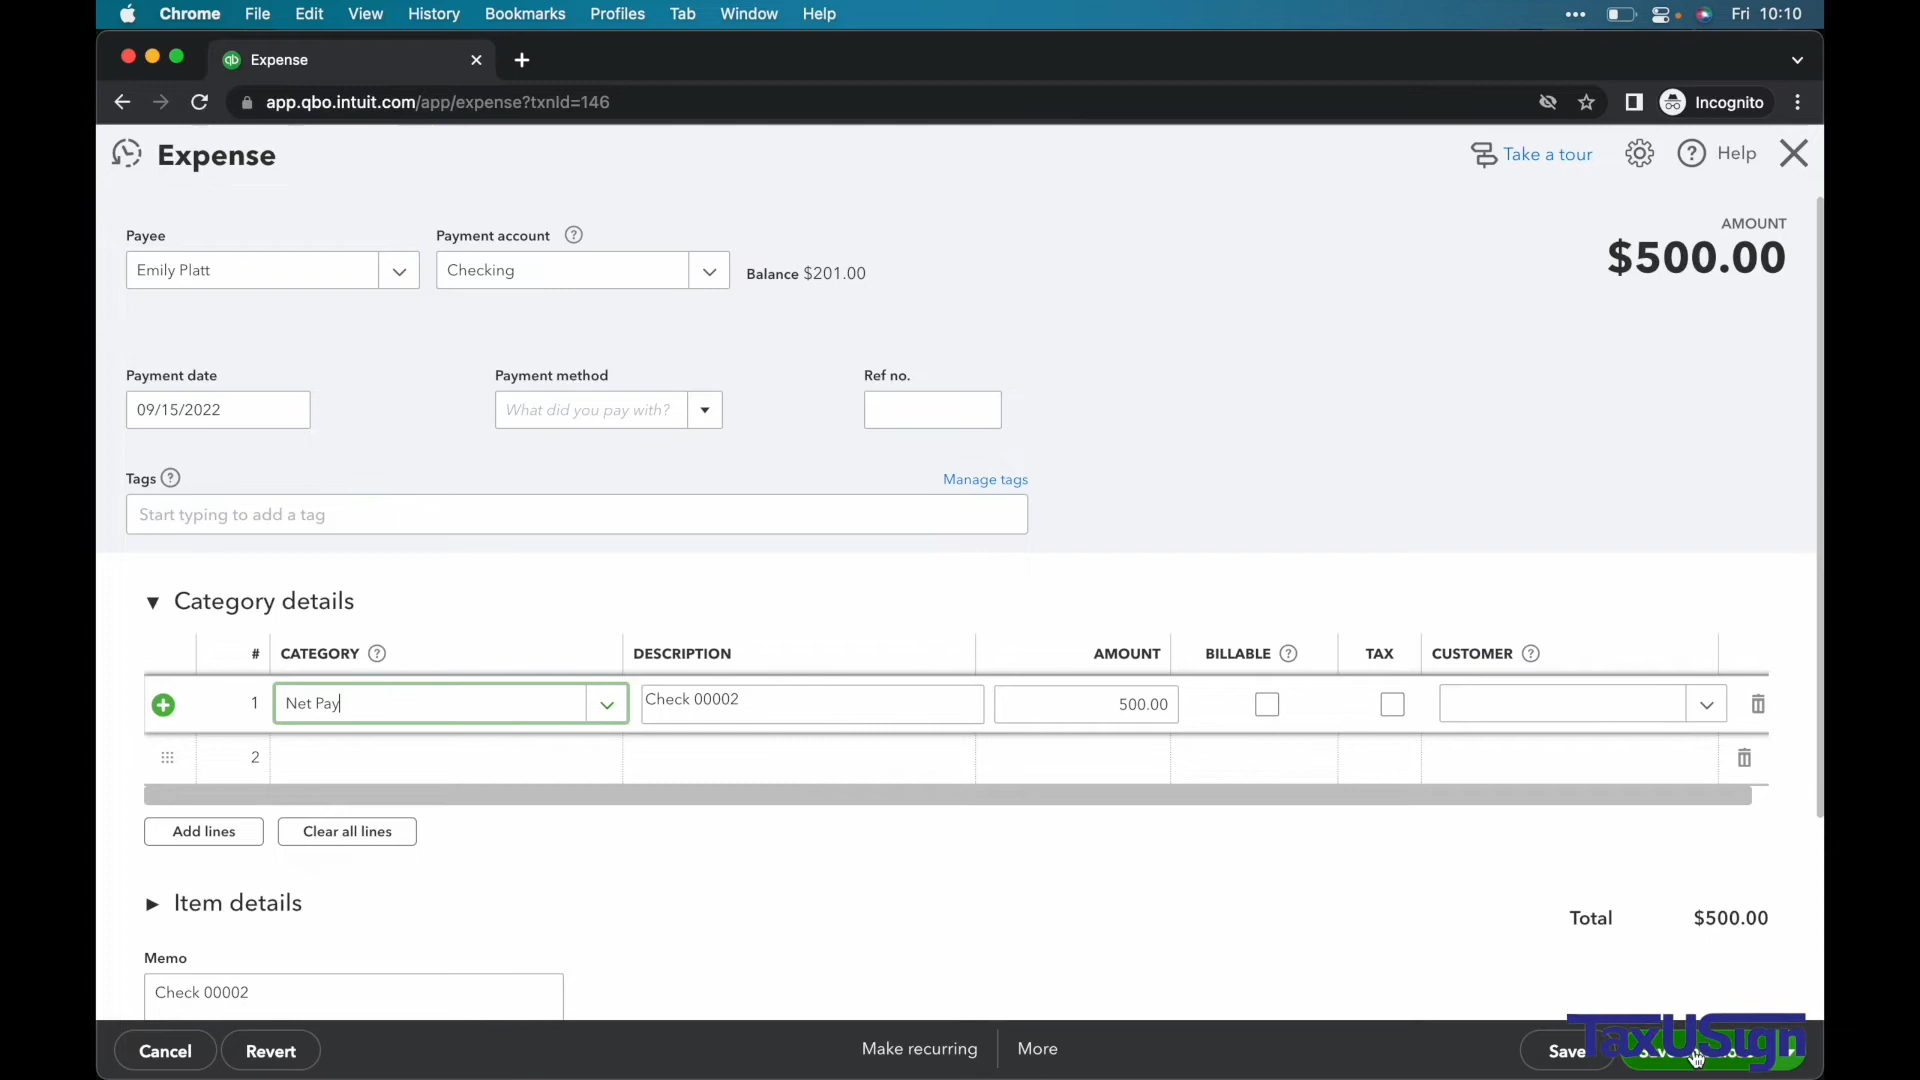 Chrome File Edit View History Bookmarks Profiles Tab Window Help ••• Fri 10:10
qb Expense
app.qbo.intuit.com/app/expense?txnId=146 Incognito
Expense Take a tour Help
AMOUNT
$500.00
Payee Payment account
Emily Platt Checking Balance $201.00
Payment date Payment method Ref no.
09/15/2022 What did you pay with?
Tags Manage tags
Start typing to add a tag
Category details
# CATEGORY DESCRIPTION AMOUNT BILLABLE TAX CUSTOMER
1 Net Pay Check 00002 500.00
2
Add lines Clear all lines
Item details
Total $500.00
Memo
Check 00002
Cancel Revert Make recurring More Save
TaxUSign